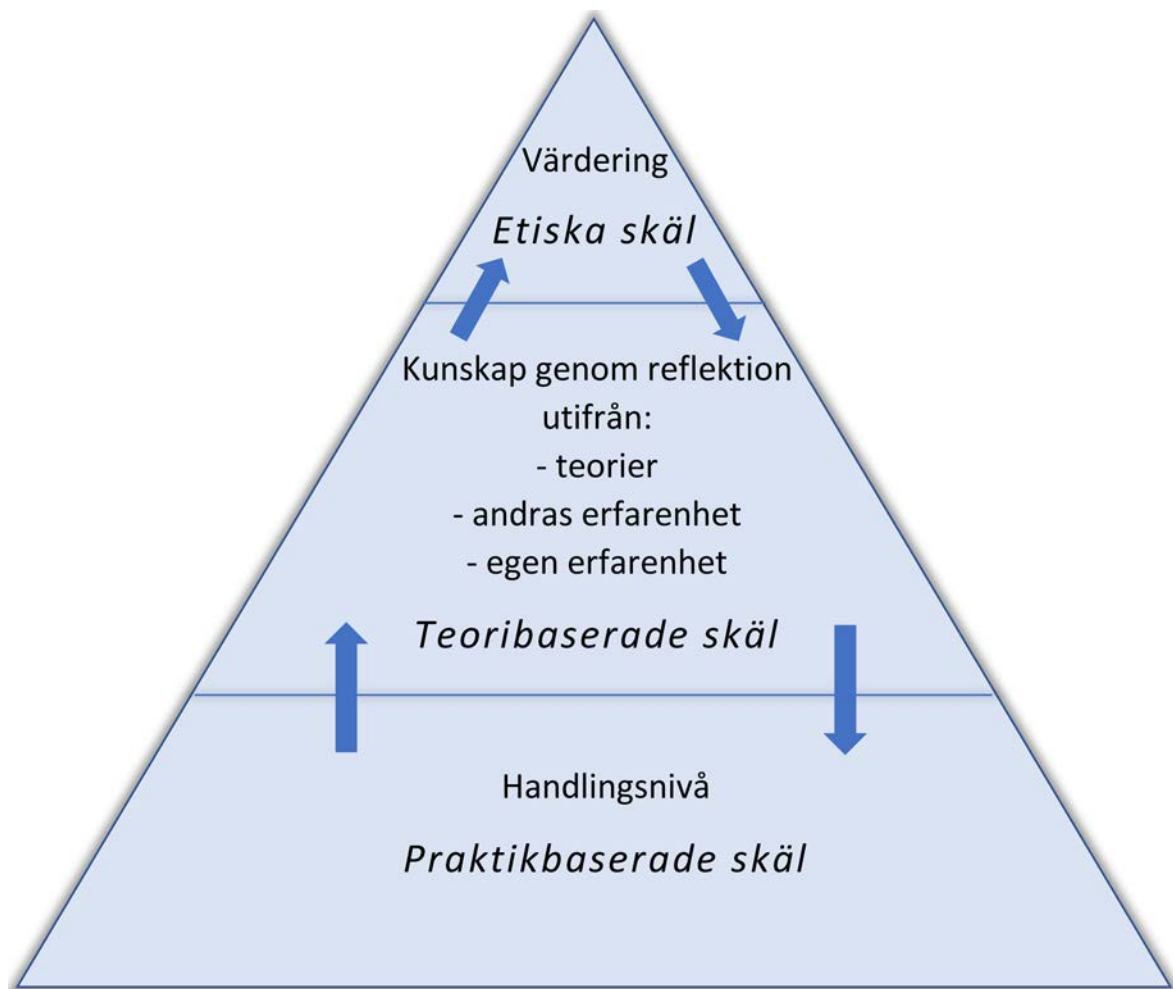 Värdering
Etiska skäl
Kunskap genom reflektion
utifrån:
- teorier
- andras erfarenhet
- egen erfarenhet
Teoribaserade skäl
Handlingsnivå
Praktikbaserade skäl